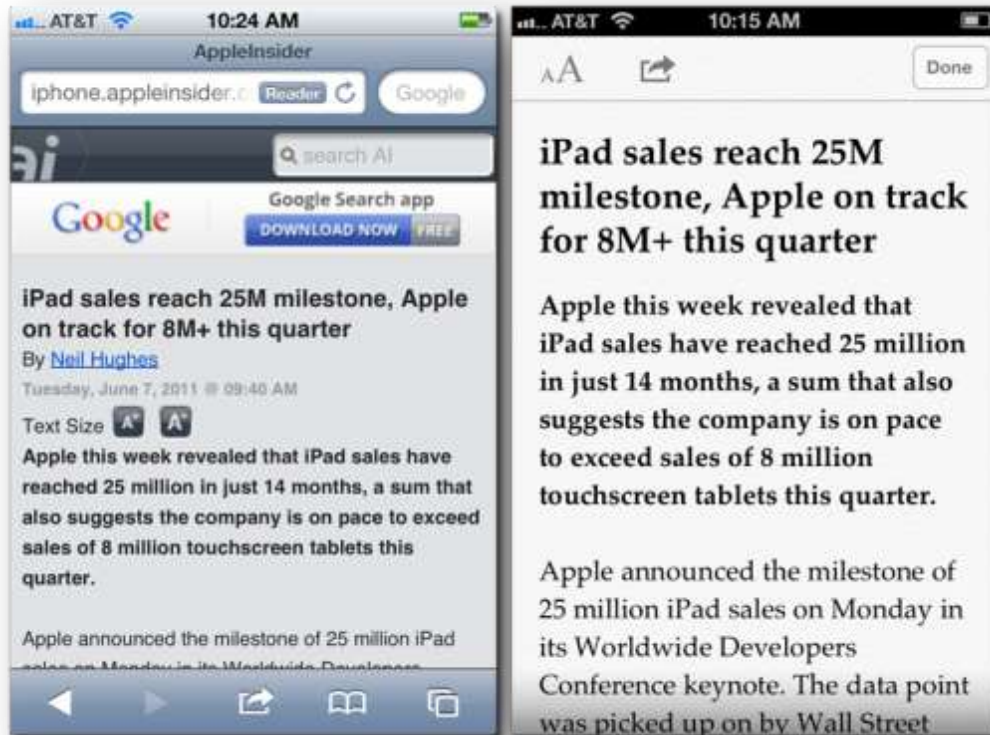 AT&T 10:24 AM
AppleInsider
iphone.appleinsider.c Reader Google
ai search AI
Google Search app
Google DOWNLOAD NOW FREE
iPad sales reach 25M milestone, Apple
on track for 8M+ this quarter
By Neil Hughes
Tuesday, June 7, 2011 @ 09:40 AM
Text Size A A
Apple this week revealed that iPad sales have
reached 25 million in just 14 months, a sum that
also suggests the company is on pace to exceed
sales of 8 million touchscreen tablets this
quarter.
Apple announced the milestone of 25 million iPad
sales on Monday in its Worldwide Developers
AT&T 10:15 AM
AA Done
iPad sales reach 25M
milestone, Apple on track
for 8M+ this quarter
Apple this week revealed that
iPad sales have reached 25 million
in just 14 months, a sum that also
suggests the company is on pace
to exceed sales of 8 million
touchscreen tablets this quarter.
Apple announced the milestone of
25 million iPad sales on Monday in
its Worldwide Developers
Conference keynote. The data point
was picked up on by Wall Street